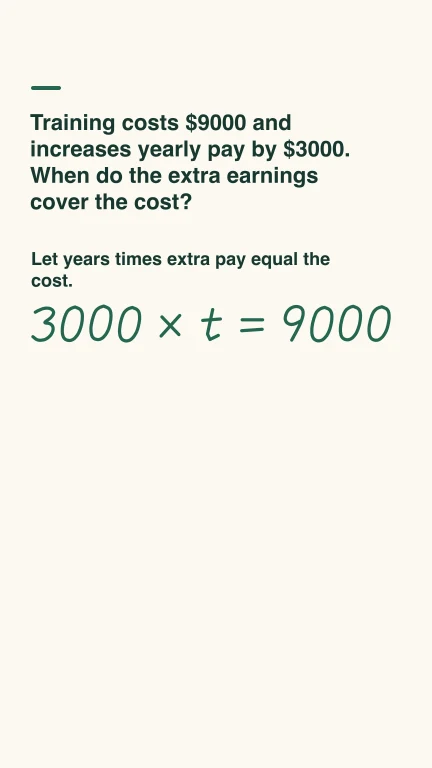 Training costs $9000 and
increases yearly pay by $3000.
When do the extra earnings
cover the cost?
Let years times extra pay equal the
cost.
3000 × t = 9000